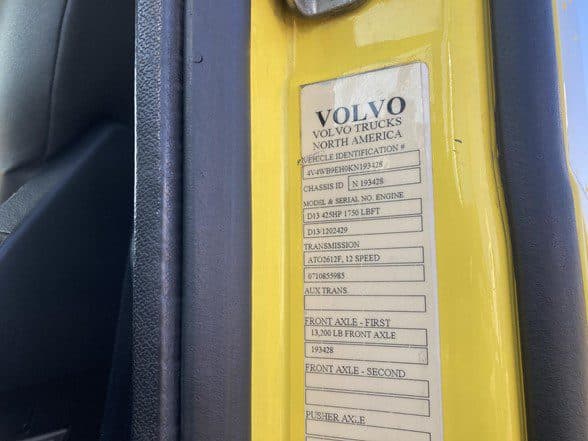 VOLVO
VOLVO TRUCKS
NORTH AMERICA
VEHICLE IDENTIFICATION #
4V4WB9EH0KN193428
CHASSIS ID N 193428
MODEL & SERIAL NO. ENGINE
D13 425HP 1750 LBFT
D13/1202429
TRANSMISSION
ATO2612F, 12 SPEED
0710855985
AUX TRANS
FRONT AXLE - FIRST
13,200 LB FRONT AXLE
193428
FRONT AXLE - SECOND
PUSHER AXLE